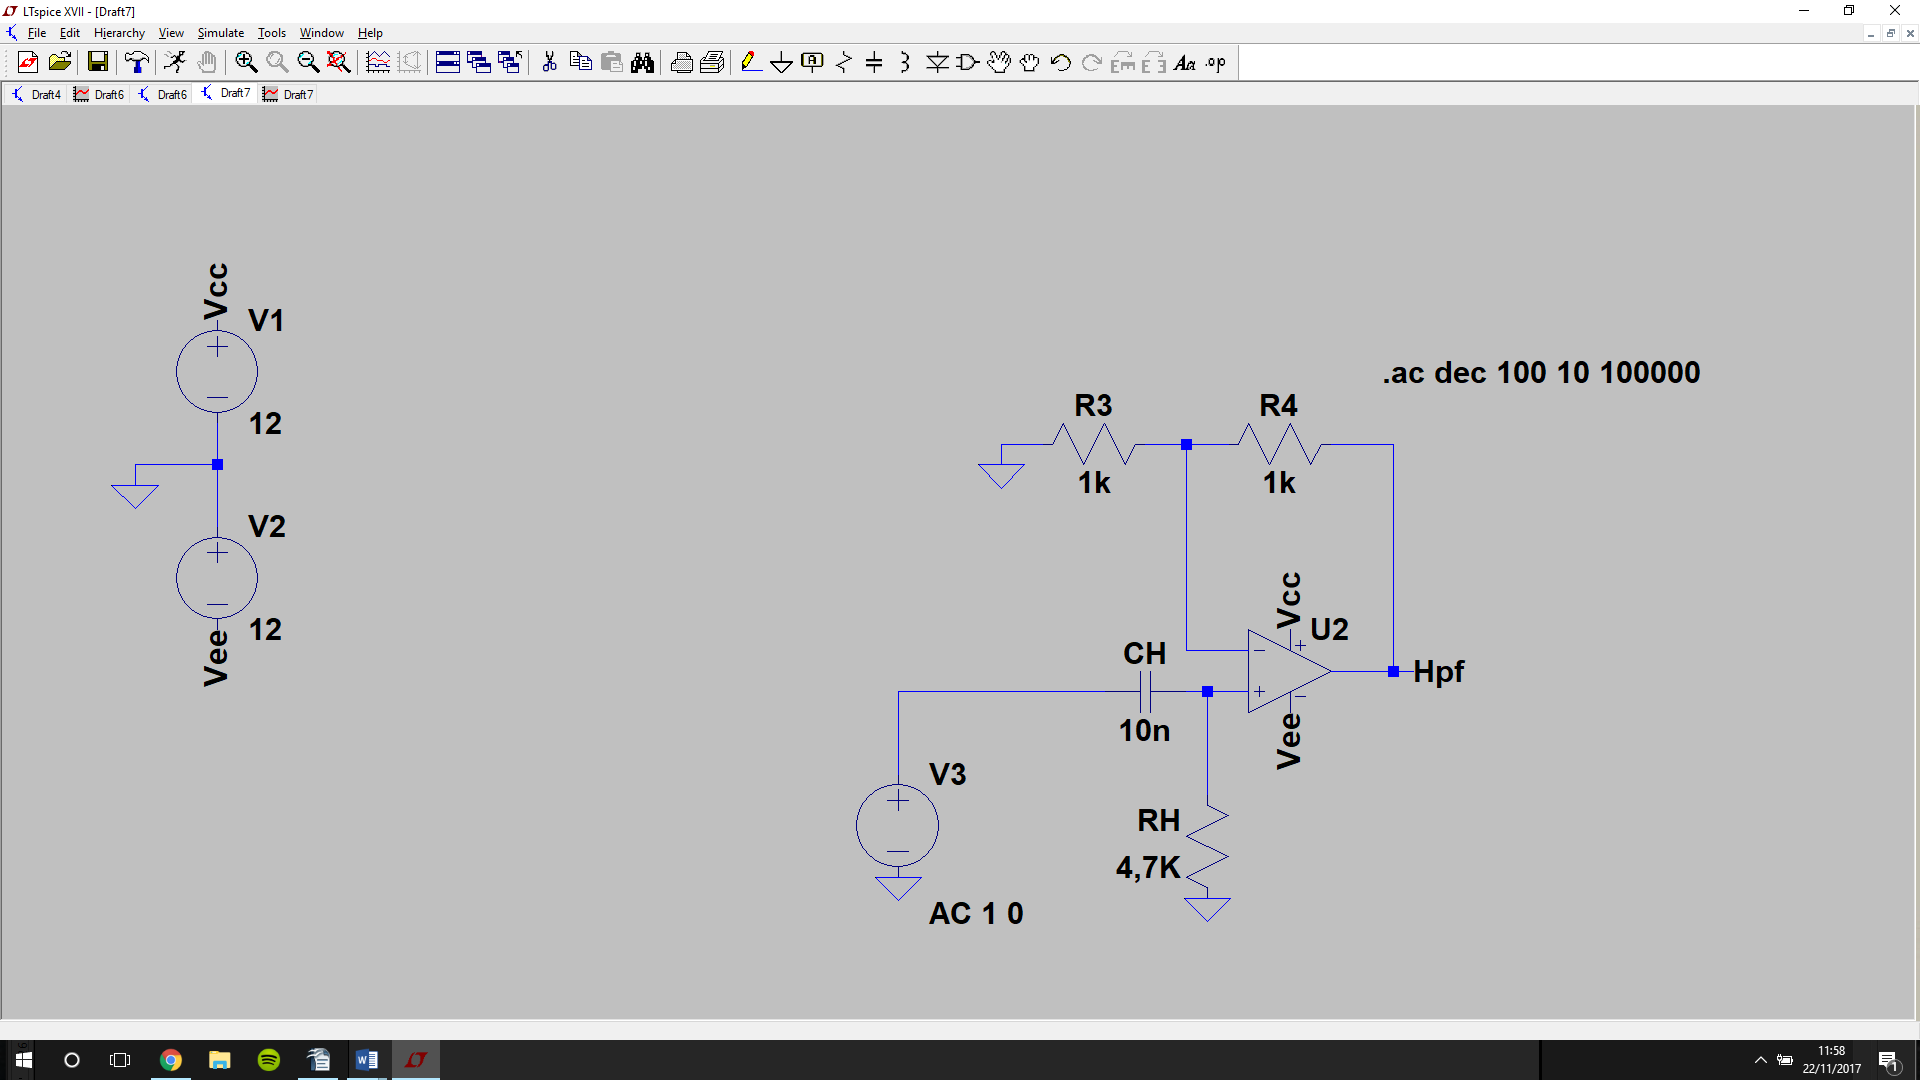 LTspice XVII - [Draft7]
File Edit Hierarchy View Simulate Tools Window Help
Draft4 Draft6 Draft6 Draft7 Draft7
Vcc
V1
12
V2
12
Vee
.ac dec 100 10 100000
R3
1k
R4
1k
Vcc
U2
Hpf
Vee
CH
10n
V3
AC 1 0
RH
4,7K
11:58
22/11/2017
1